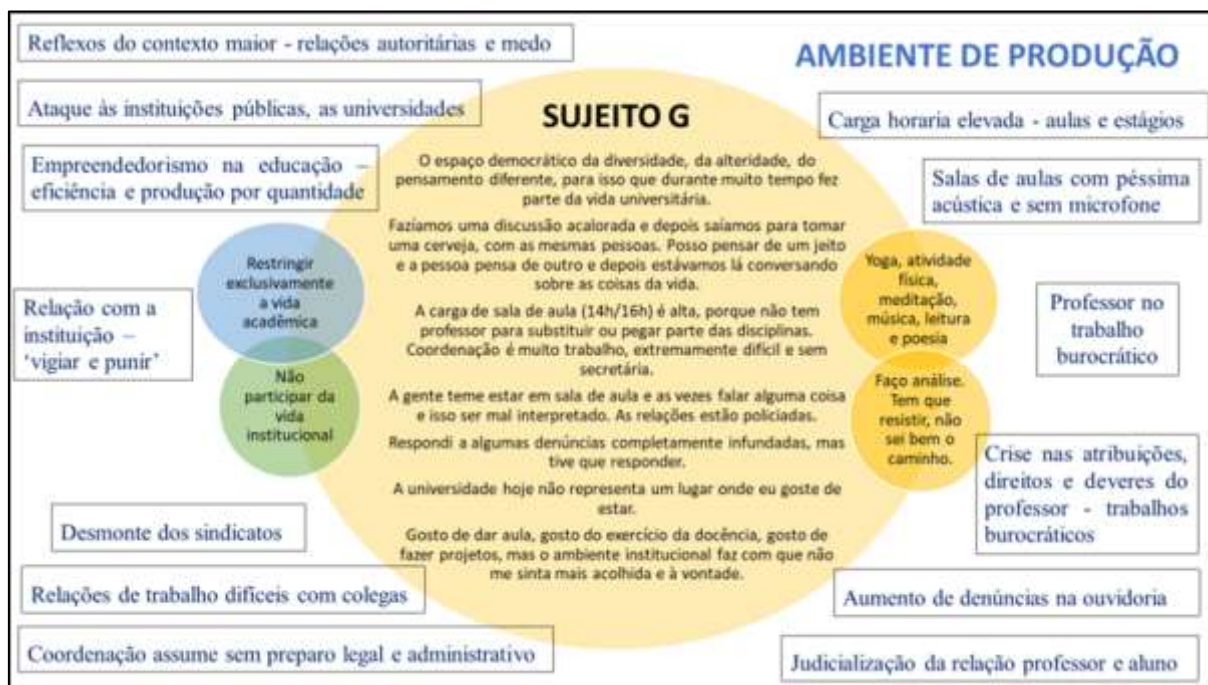 Reflexos do contexto maior - relações autoritárias e medo
AMBIENTE DE PRODUÇÃO
Ataque às instituições públicas, as universidades
Empreendedorismo na educação –
eficiência e produção por quantidade
Restringir
exclusivamente
a vida
acadêmica
Relação com a
instituição –
‘vigiar e punir’
Não
participar da
vida
institucional
Desmonte dos sindicatos
Relações de trabalho difíceis com colegas
Coordenação assume sem preparo legal e administrativo
SUJEITO G
O espaço democrático da diversidade, da alteridade, do
pensamento diferente, para isso que durante muito tempo fez
parte da vida universitária.
Fazíamos uma discussão acalorada e depois saíamos para tomar
uma cerveja, com as mesmas pessoas. Posso pensar de um jeito
e a pessoa pensa de outro e depois estávamos lá conversando
sobre as coisas da vida.
A carga de sala de aula (14h/16h) é alta, porque não tem
professor para substituir ou pegar parte das disciplinas.
Coordenação é muito trabalho, extremamente difícil e sem
secretária.
A gente teme estar em sala de aula e as vezes falar alguma coisa
e isso ser mal interpretado. As relações estão policiadas.
Respondi a algumas denúncias completamente infundadas, mas
tive que responder.
A universidade hoje não representa um lugar onde eu goste de
estar.
Gosto de dar aula, gosto do exercício da docência, gosto de
fazer projetos, mas o ambiente institucional faz com que não
me sinta mais acolhida e à vontade.
Carga horaria elevada - aulas e estágios
Salas de aulas com péssima
acústica e sem microfone
Yoga, atividade
física,
meditação,
música, leitura
e poesia
Professor no
trabalho
burocrático
Faço análise.
Tem que
resistir, não
sei bem o
caminho.
Crise nas atribuições,
direitos e deveres do
professor - trabalhos
burocráticos
Aumento de denúncias na ouvidoria
Judicialização da relação professor e aluno